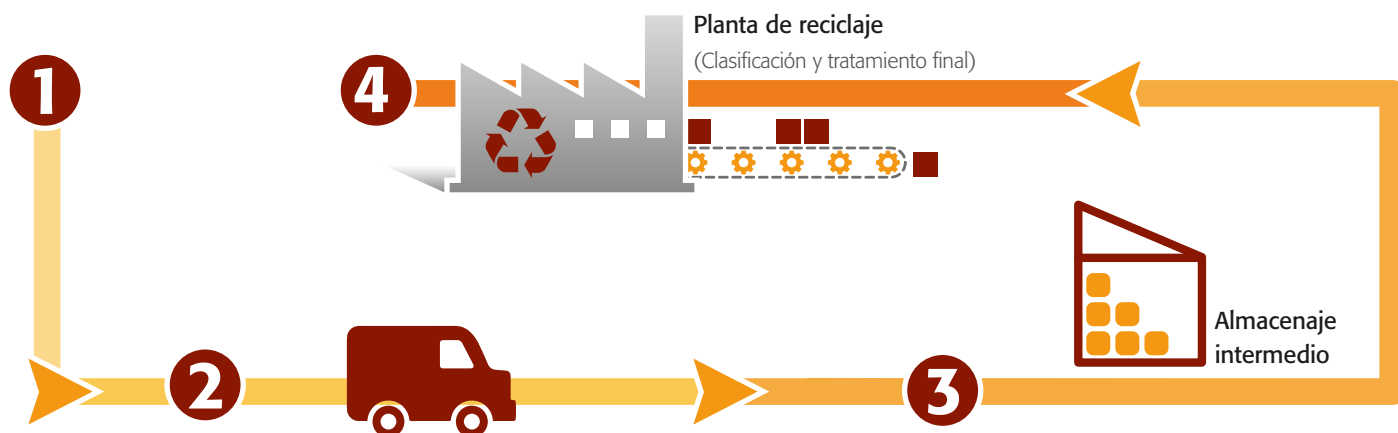 Planta de reciclaje
(Clasificación y tratamiento final)
1
4
Almacenaje
intermedio
2
3